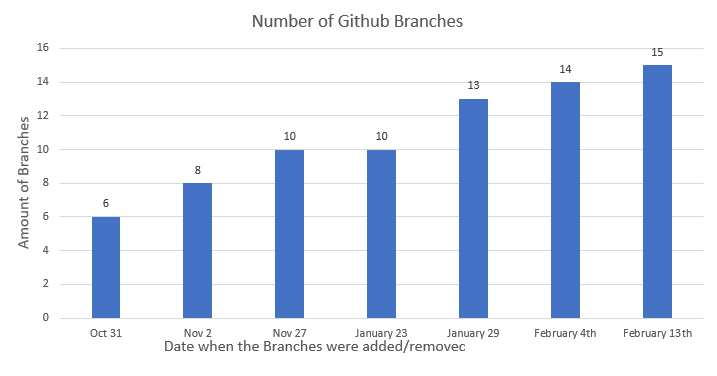 Number of Github Branches
16
14
12
10
8
6
4
2
0
Amount of Branches
6
8
10
10
13
14
15
Oct 31
Nov 2
Nov 27
January 23
January 29
February 4th
February 13th
Date when the Branches were added/removec